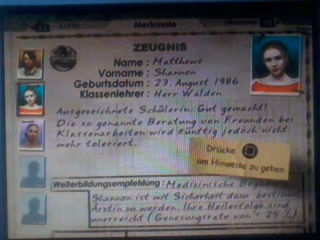 Karte Merkmale Hinweise
ZEUGNIS
Name: Matthews
Vorname: Shannon
Geburtsdatum: 23. August 1986
Klassenlehrer: Herr Walden
Ausgezeichnete Schülerin. Gut gemacht!
Die so genannte Beratung von Freunden bei
Klassenarbeiten wird künftig jedoch nicht
mehr toleriert.
Drücke
um Hinweise zu geben
Weiterbildungsempfehlung: Medizinische
Shannon ist mit Sicherheit dazu
Ärztin zu werden. Ihre Heilerfolge sind
unerreicht (Genesungsrate von + 25 %)